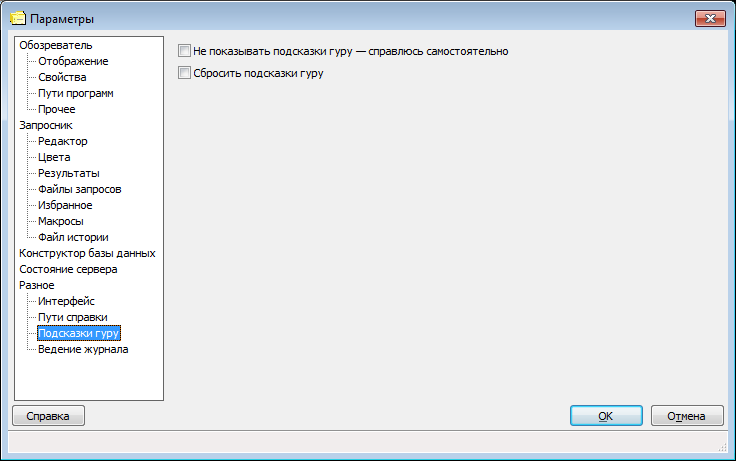 Параметры
Обозреватель
Отображение
Свойства
Пути программ
Прочее
Запросник
Редактор
Цвета
Результаты
Файлы запросов
Избранное
Макросы
Файл истории
Конструктор базы данных
Состояние сервера
Разное
Интерфейс
Пути справки
Подсказки гуру
Ведение журнала
Не показывать подсказки гуру — справлюсь самостоятельно
Сбросить подсказки гуру
Справка
OK
Отмена